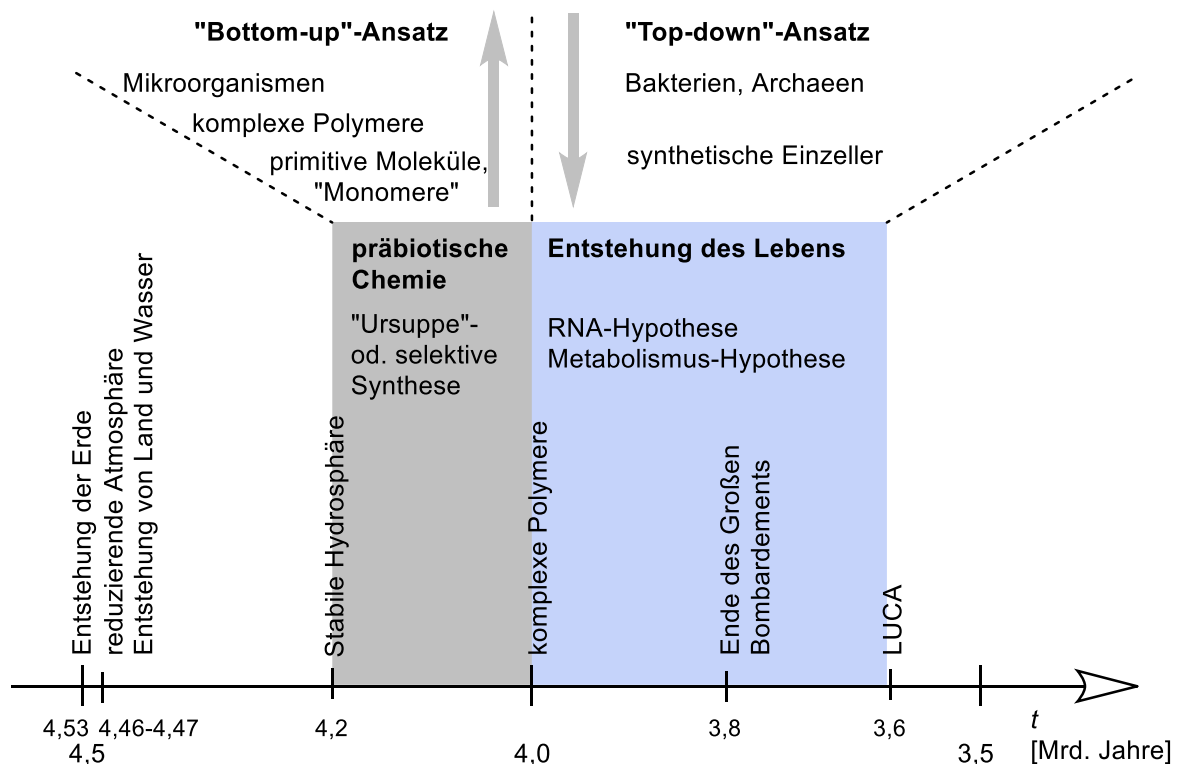 "Bottom-up"-Ansatz
Mikroorganismen
komplexe Polymere
primitive Moleküle,
"Monomere"
"Top-down"-Ansatz
Bakterien, Archaeen
synthetische Einzeller
präbiotische
Chemie
"Ursuppe"-
od. selektive
Synthese
Entstehung des Lebens
RNA-Hypothese
Metabolismus-Hypothese
Entstehung der Erde
reduzierende Atmosphäre
Entstehung von Land und Wasser
Stabile Hydrosphäre
komplexe Polymere
Ende des Großen
Bombardements
LUCA
4,53
4,46-4,47
4,2
3,8
3,6
4,5
4,0
3,5
t
[Mrd. Jahre]